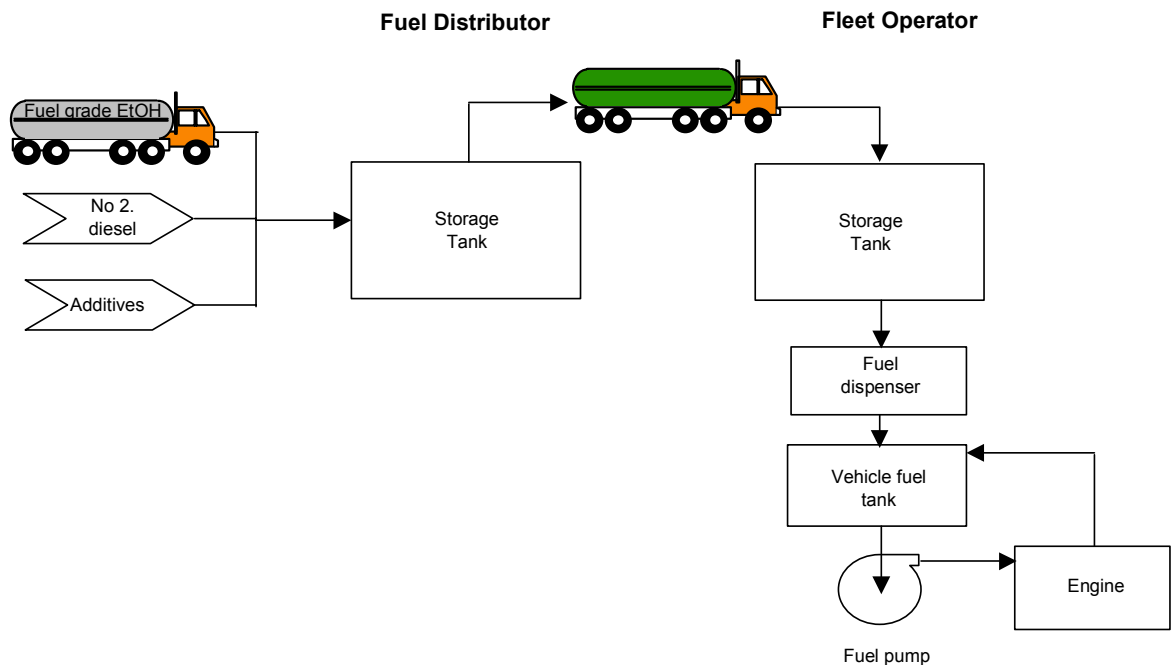 Fuel Distributor
Fleet Operator
Fuel grade EtOH
No 2.
diesel
Additives
Storage
Tank
Storage
Tank
Fuel
dispenser
Vehicle fuel
tank
Engine
Fuel pump